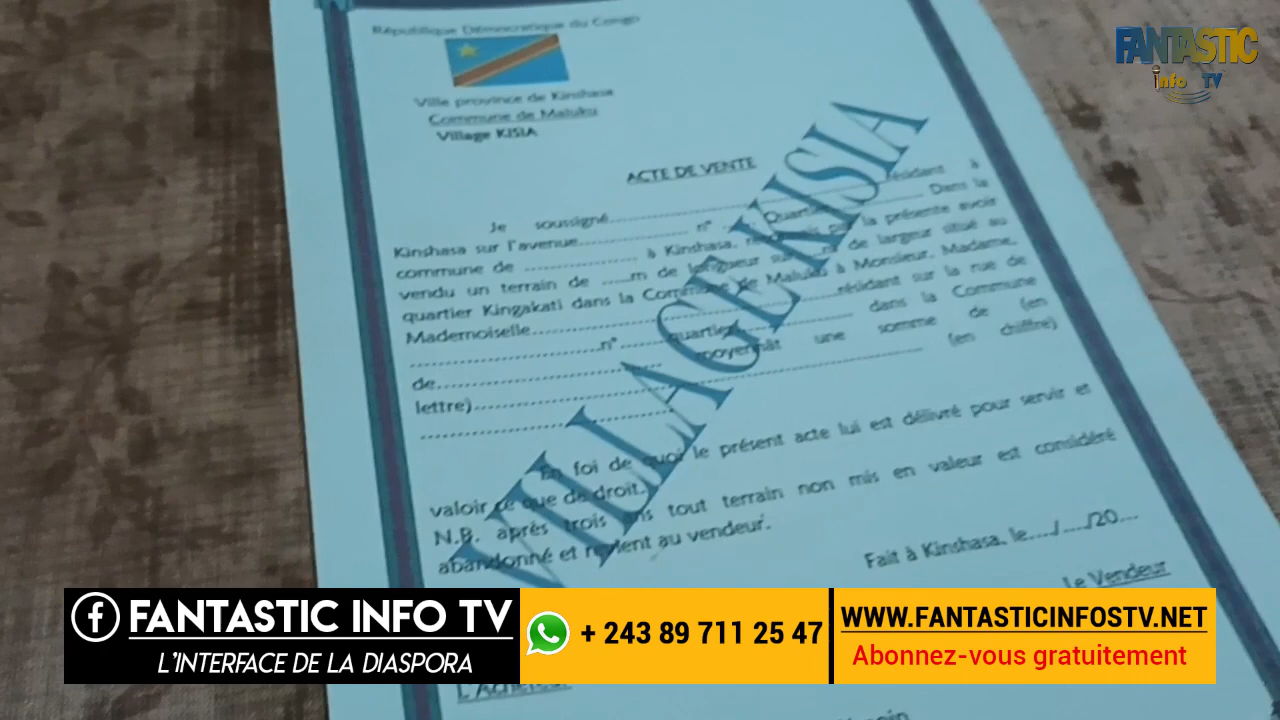 République Démocratique du Congo
FANTASTIC
info TV
Ville province de Kinshasa
Commune de Maluku
Village KISIA
ACTE DE VENTE
Je soussigné.................résidant à
Kinshasa sur l'avenue................. n° ... Quartier .............. Dans la
commune de ................. à Kinshasa, par la présente avoir
vendu un terrain de ......m de longueur sur de largeur situé au
quartier Kingakati dans la Commune de Maluku à Monsieur, Madame,
Mademoiselle.................résidant sur la rue de
.................n° .......quartier................. dans la Commune
de................. moyennant une somme de (en
lettre)................. (en chiffre)
.................
En foi de quoi le présent acte lui est délivré pour servir et
valoir ce que de droit.
N.B. après trois ans tout terrain non mis en valeur est considéré
abandonné et revient au vendeur.
VILLAGE KISIA
Fait à Kinshasa, le..../..../20....
Le Vendeur
FANTASTIC INFO TV
L'INTERFACE DE LA DIASPORA
+ 243 89 711 25 47
WWW.FANTASTICINFOSTV.NET
Abonnez-vous gratuitement